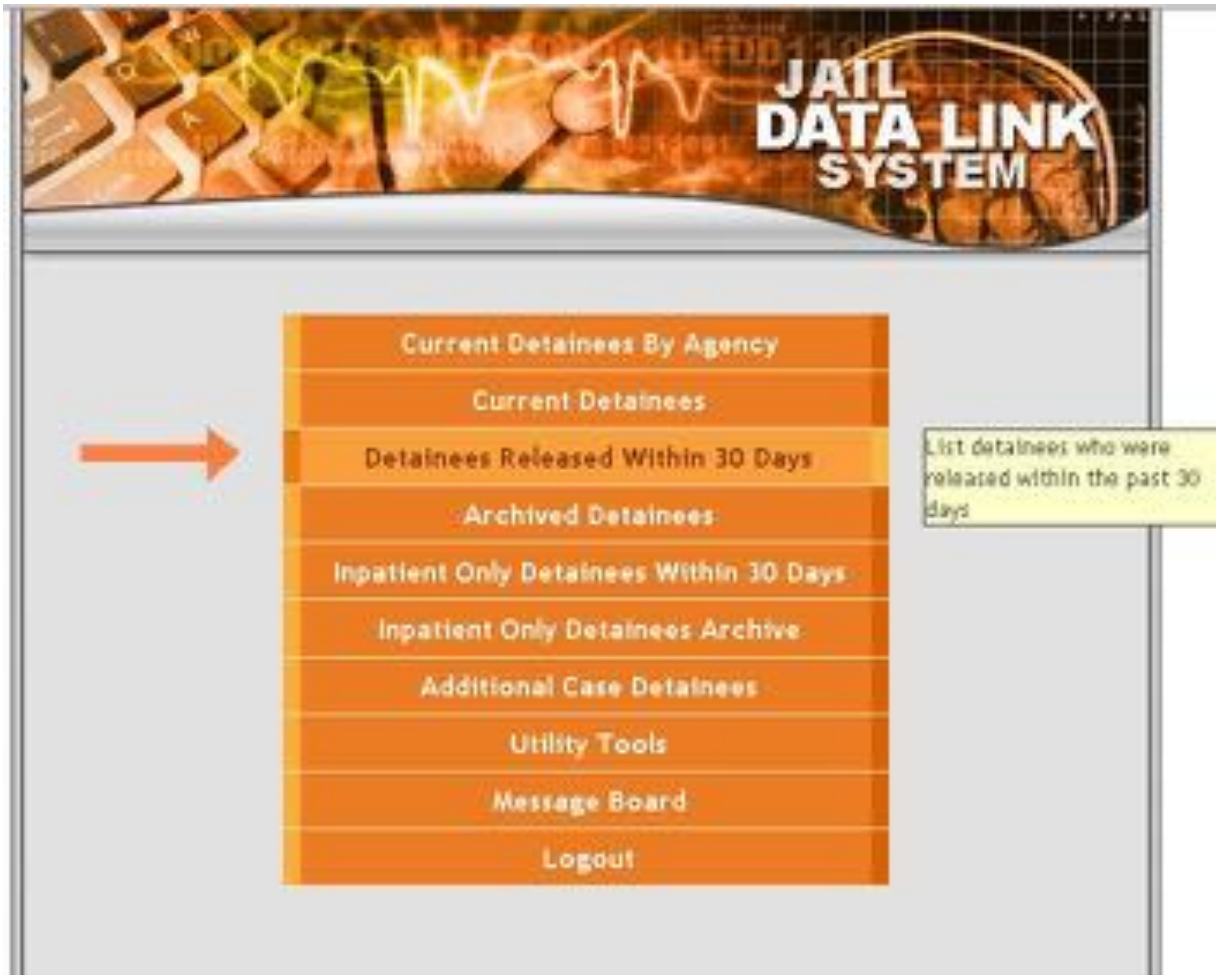 JAIL
DATA LINK
SYSTEM
Current Detainees By Agency
Current Detainees
Detainees Released Within 30 Days
List detainees who were
released within the past 30
days
Archived Detainees
Inpatient Only Detainees Within 30 Days
Inpatient Only Detainees Archive
Additional Case Detainees
Utility Tools
Message Board
Logout